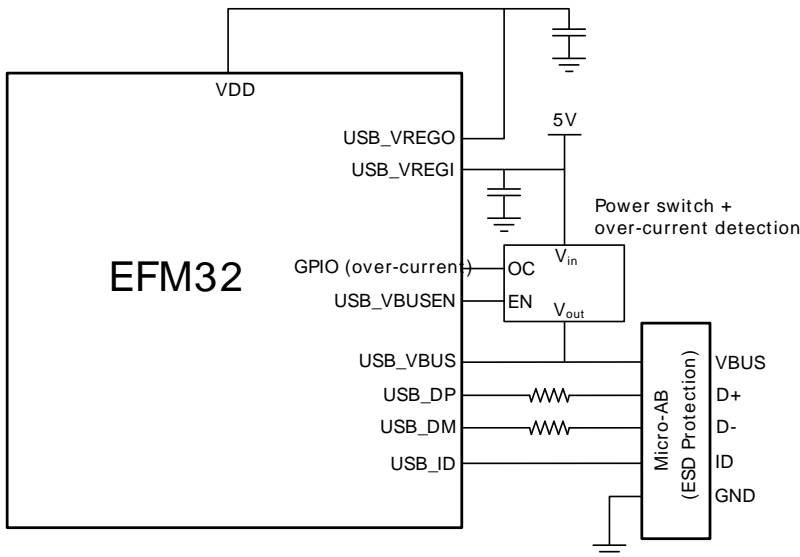 VDD
USB_VREGO
5V
USB_VREGI
Power switch +
over-current detection
Vin
EFM32
GPIO (over-current)
OC
USB_VBUSEN
EN
Vout
USB_VBUS
VBUS
USB_DP
D+
USB_DM
D-
USB_ID
ID
GND
Micro-AB
(ESD Protection)